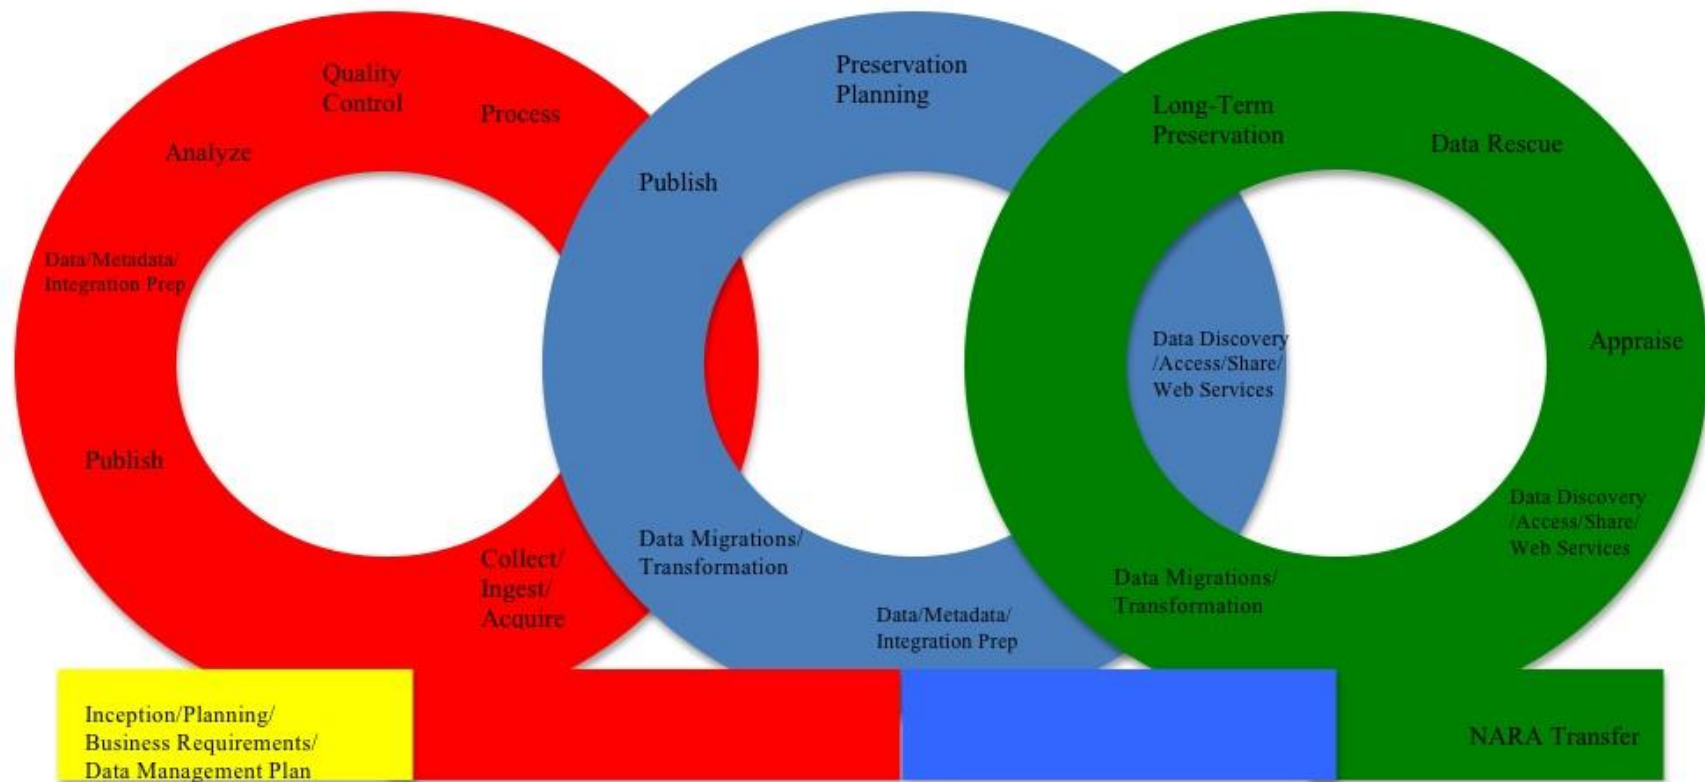 Quality
Control
Process
Analyze
Data/Metadata/
Integration Prep
Publish
Collect/
Ingest/
Acquire
Preservation
Planning
Publish
Data Migrations/
Transformation
Data/Metadata/
Integration Prep
Data Discovery
/Access/Share/
Web Services
Long-Term
Preservation
Data Rescue
Appraise
Data Discovery
/Access/Share/
Web Services
Data Migrations/
Transformation
Inception/Planning/
Business Requirements/
Data Management Plan
NARA Transfer